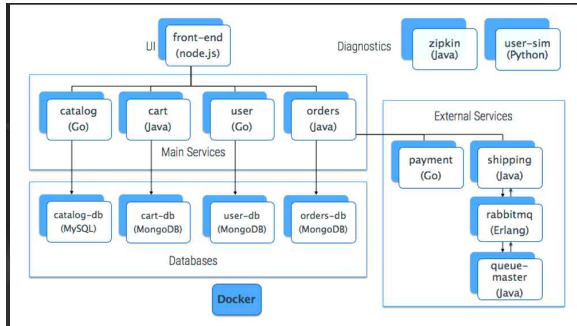 UI
front-end
(node.js)
Diagnostics
zipkin
(Java)
user-sim
(Python)
catalog
(Go)
cart
(Java)
user
(Go)
orders
(Java)
Main Services
External Services
payment
(Go)
shipping
(Java)
rabbitmq
(Erlang)
queue-
master
(Java)
catalog-db
(MySQL)
cart-db
(MongoDB)
user-db
(MongoDB)
orders-db
(MongoDB)
Databases
Docker